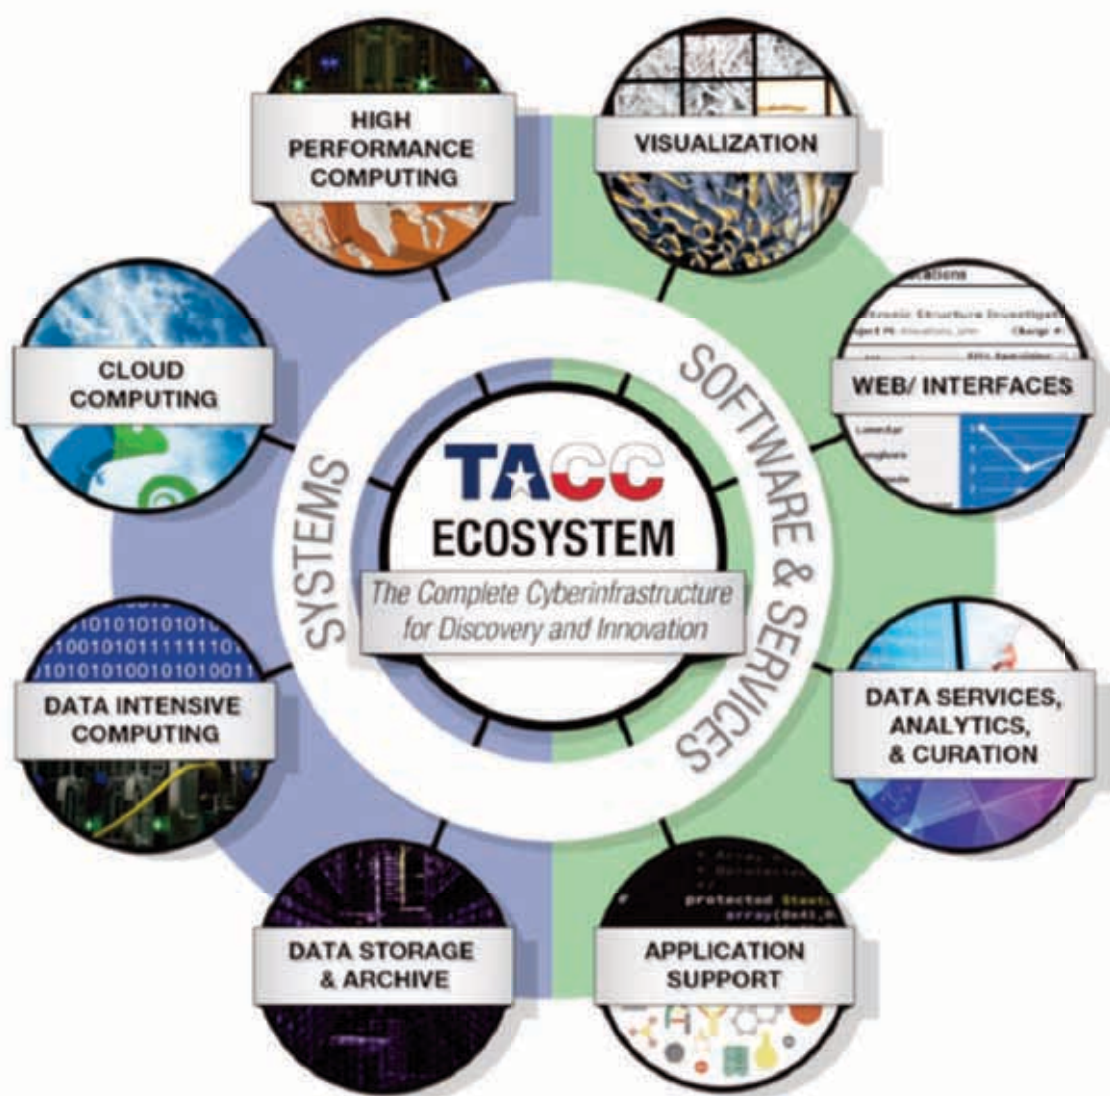 HIGH
PERFORMANCE
COMPUTING
VISUALIZATION
CLOUD
COMPUTING
WEB/ INTERFACES
SYSTEMS
SOFTWARE & SERVICES
TACC
ECOSYSTEM
The Complete Cyberinfrastructure
for Discovery and Innovation
DATA INTENSIVE
COMPUTING
DATA SERVICES,
ANALYTICS,
& CURATION
DATA STORAGE
& ARCHIVE
protected
APPLICATION
SUPPORT